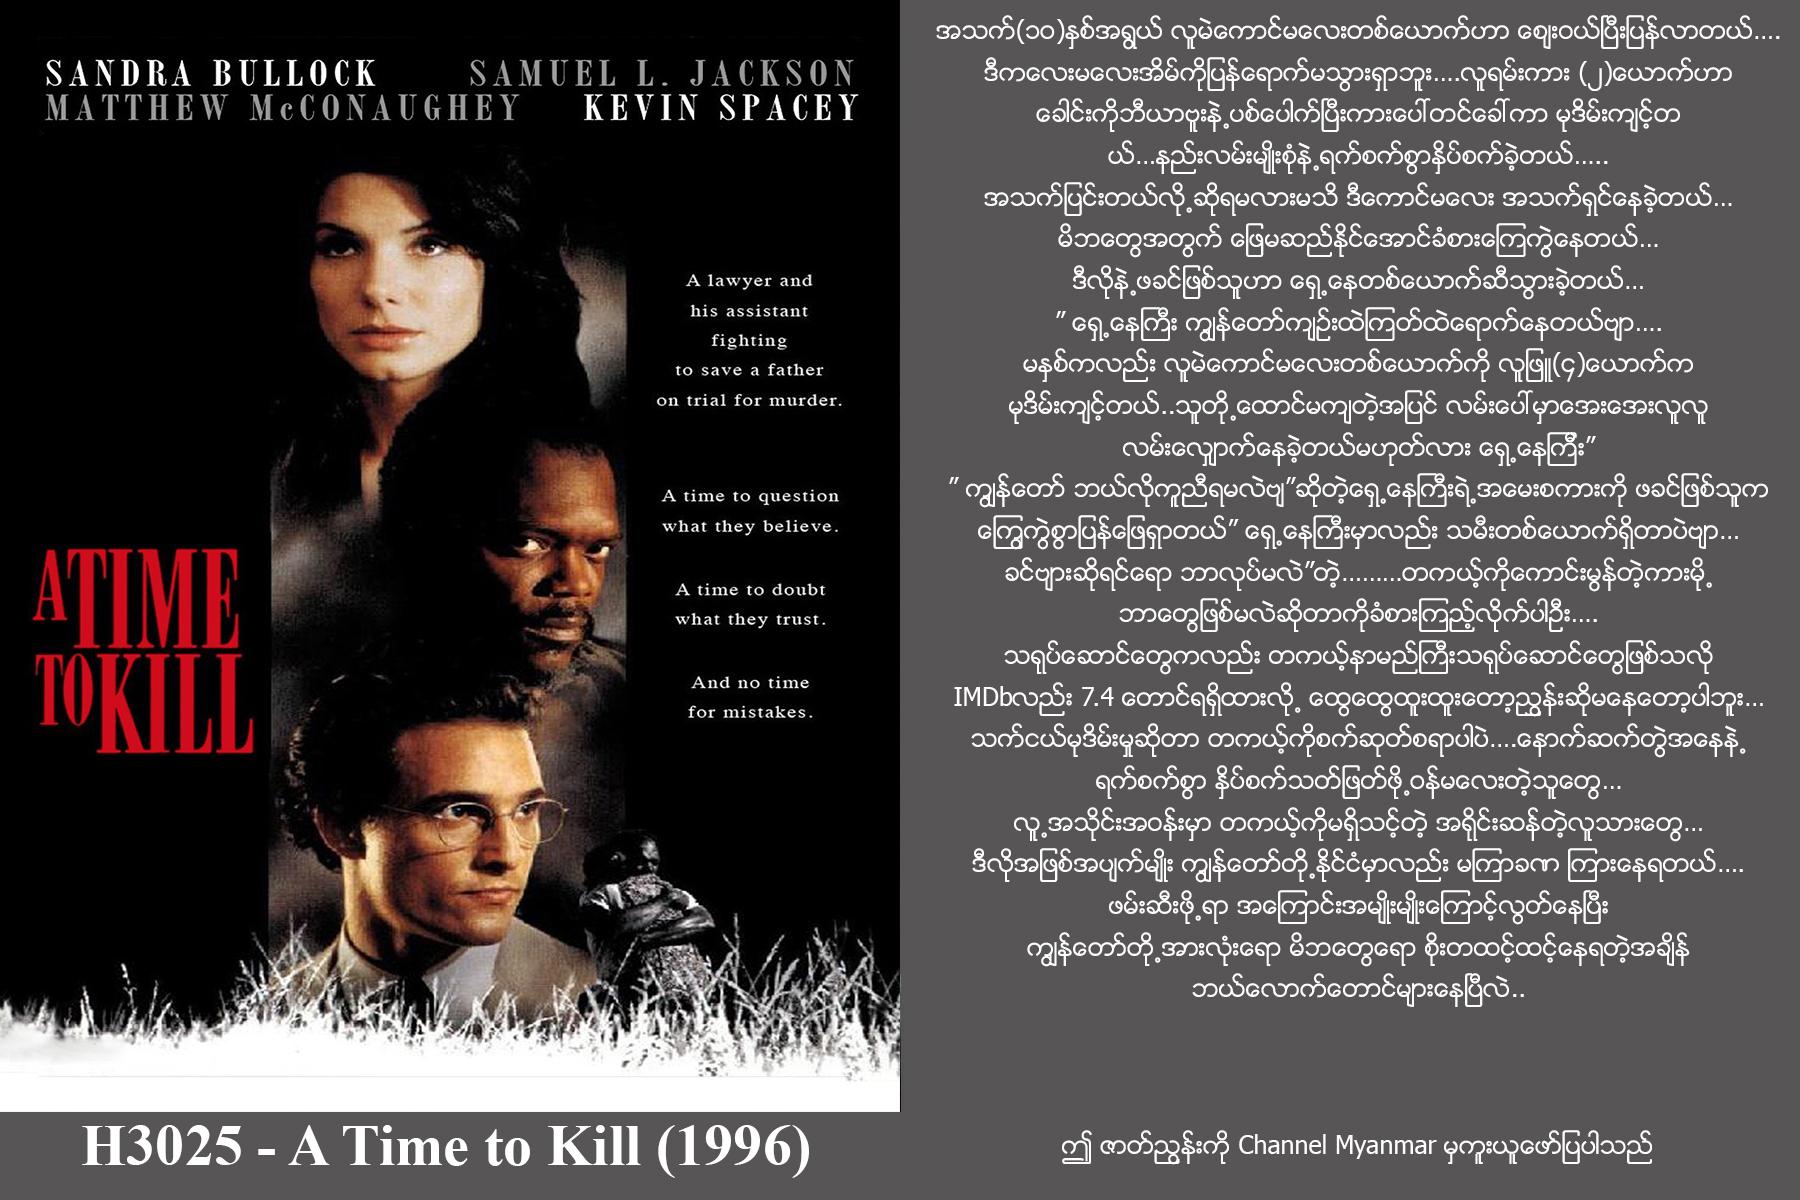 SANDRA BULLOCK SAMUEL L. JACKSON
MATTHEW McCONAUGHEY KEVIN SPACEY
A lawyer and
his assistant
fighting
to save a father
on trial for murder.
A time to question
what they believe.
A time to doubt
what they trust.
And no time
for mistakes.
A TIME
TO KILL
H3025 - A Time to Kill (1996)
အသက်(၁၀)နှစ်အရွယ် လူမဲကောင်မလေးတစ်ယောက်ဟာ ဈေးဝယ်ပြီးပြန်လာတယ်....
ဒီကလေးမလေးအိမ်ကိုပြန်ရောက်မသွားရှာဘူး....လူရမ်းကား (၂)ယောက်ဟာ
ခေါင်းကိုဘီယာဗူးနဲ့ပစ်ပေါက်ပြီးကားပေါ်တင်ခေါ်ကာ မုဒိမ်းကျင့်တ
ယ်...နည်းလမ်းမျိုးစုံနဲ့ရက်စက်စွာနှိပ်စက်ခဲ့တယ်.....
အသက်ပြင်းတယ်လို့ဆိုရမလားမသိ ဒီကောင်မလေး အသက်ရှင်နေခဲ့တယ်...
မိဘတွေအတွက် ဖြေမဆည်နိုင်အောင်ခံစားကြေကွဲနေတယ်...
ဒီလိုနဲ့ဖခင်ဖြစ်သူဟာ ရှေ့နေတစ်ယောက်ဆီသွားခဲ့တယ်...
" ရှေ့နေကြီး ကျွန်တော်ကျဉ်းထဲကြတ်ထဲရောက်နေတယ်ဗျာ....
မနှစ်ကလည်း လူမဲကောင်မလေးတစ်ယောက်ကို လူဖြူ(၄)ယောက်က
မုဒိမ်းကျင့်တယ်..သူတို့ထောင်မကျတဲ့အပြင် လမ်းပေါ်မှာအေးအေးလူလူ
လမ်းလျှောက်နေခဲ့တယ်မဟုတ်လား ရှေ့နေကြီး"
" ကျွန်တော် ဘယ်လိုကူညီရမလဲဗျ"ဆိုတဲ့ရှေ့နေကြီးရဲ့အမေးစကားကို ဖခင်ဖြစ်သူက
ကြွေကွဲစွာပြန်ဖြေရှာတယ်" ရှေ့နေကြီးမှာလည်း သမီးတစ်ယောက်ရှိတာပဲဗျာ...
ခင်ဗျားဆိုရင်ရော ဘာလုပ်မလဲ"တဲ့.........တကယ့်ကိုကောင်းမွန်တဲ့ကားမို့
ဘာတွေဖြစ်မလဲဆိုတာကိုခံစားကြည့်လိုက်ပါဦး....
သရုပ်ဆောင်တွေကလည်း တကယ့်နာမည်ကြီးသရုပ်ဆောင်တွေဖြစ်သလို
IMDbလည်း 7.4 တောင်ရရှိထားလို့ ထွေထွေထူးထူးတော့ညွှန်းဆိုမနေတော့ပါဘူး...
သက်ငယ်မုဒိမ်းမှုဆိုတာ တကယ့်ကိုစက်ဆုတ်စရာပါပဲ....နောက်ဆက်တွဲအနေနဲ့
ရက်စက်စွာ နှိပ်စက်သတ်ဖြတ်ဖို့ဝန်မလေးတဲ့သူတွေ...
လူ့အသိုင်းအဝန်းမှာ တကယ့်ကိုမရှိသင့်တဲ့ အရိုင်းဆန်တဲ့လူသားတွေ...
ဒီလိုအဖြစ်အပျက်မျိုး ကျွန်တော်တို့နိုင်ငံမှာလည်း မကြာခဏ ကြားနေရတယ်....
ဖမ်းဆီးဖို့ရာ အကြောင်းအမျိုးမျိုးကြောင့်လွတ်နေပြီး
ကျွန်တော်တို့အားလုံးရော မိဘတွေရော စိုးတထင့်ထင့်နေရတဲ့အချိန်
ဘယ်လောက်တောင်များနေပြီလဲ..
ဤ ဇာတ်ညွှန်းကို Channel Myanmar မှကူးယူဖော်ပြပါသည်